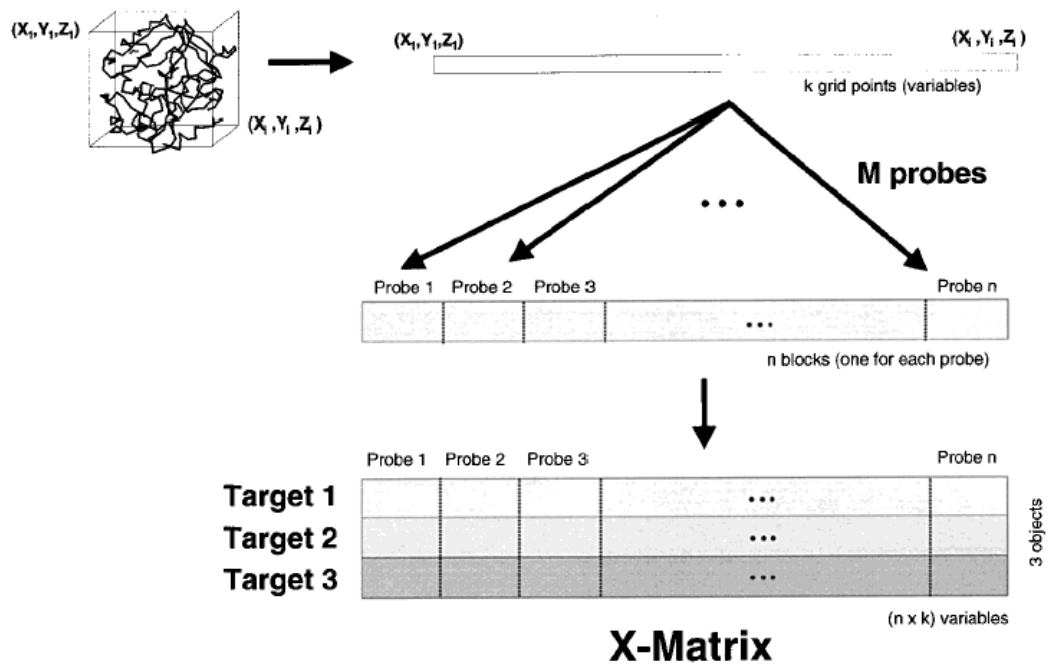 (X₁,Y₁,Z₁)
(Xᵢ,Yᵢ,Zᵢ)
(X₁,Y₁,Z₁)
(Xᵢ,Yᵢ,Zᵢ)
k grid points (variables)
M probes
...
Probe 1 Probe 2 Probe 3 Probe n
...
n blocks (one for each probe)
Probe 1 Probe 2 Probe 3 Probe n
Target 1 ...
Target 2 ...
Target 3 ...
3 objects
(n x k) variables
X-Matrix